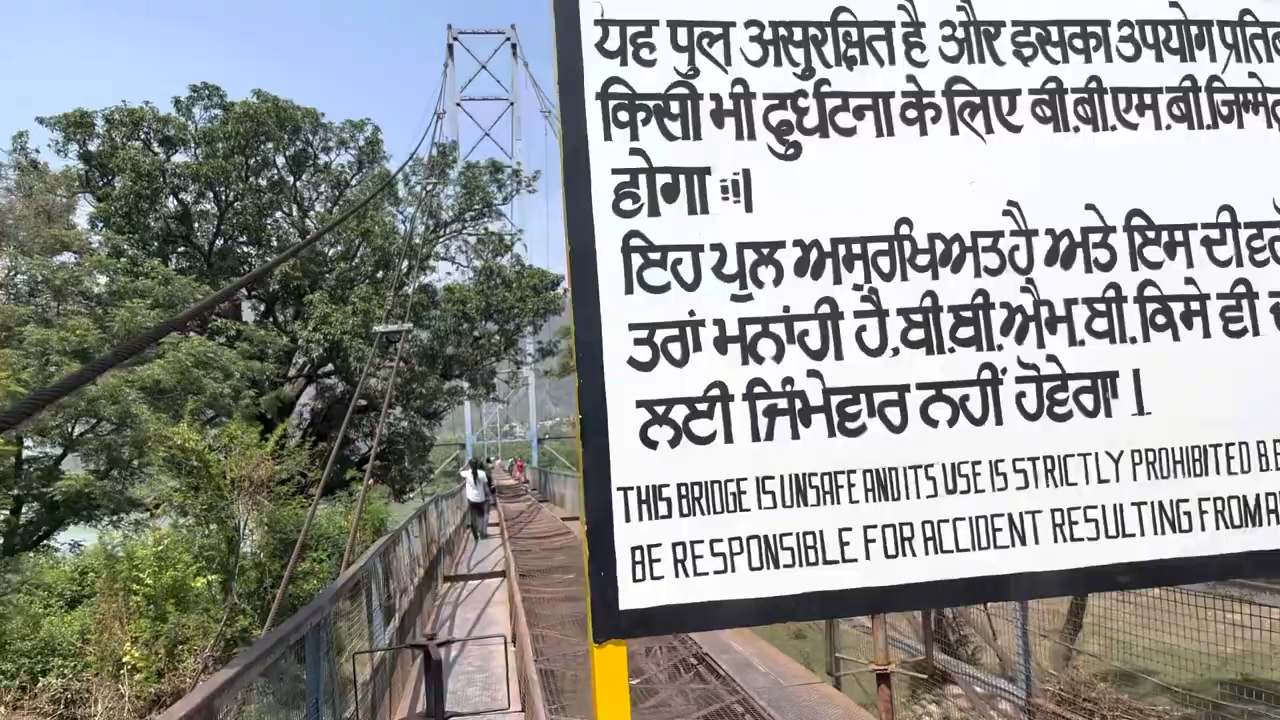 यह पुल असुरक्षित है और इसका उपयोग
किसी भी दुर्घटना के लिए बी.बी.एम.बी.
होगा ।
ਇਹ ਪੁਲ ਅਸੁਰਖਿਅਤ ਹੈ ਅਤੇ ਇਸ ਦੀ
ਤਰਾਂ ਮਨਾਂਹੀ ਹੈ,ਬੀ.ਬੀ.ਐਮ.ਬੀ. ਕਿਸੇ ਵੀ
ਲਈ ਜਿੰਮੇਵਾਰ ਨਹੀਂ ਹੋਵੇਗਾ ।
THIS BRIDGE IS UNSAFE AND ITS USE IS STRICTLY PROHIBITED
BE RESPONSIBLE FOR ACCIDENT RESULTING FROM